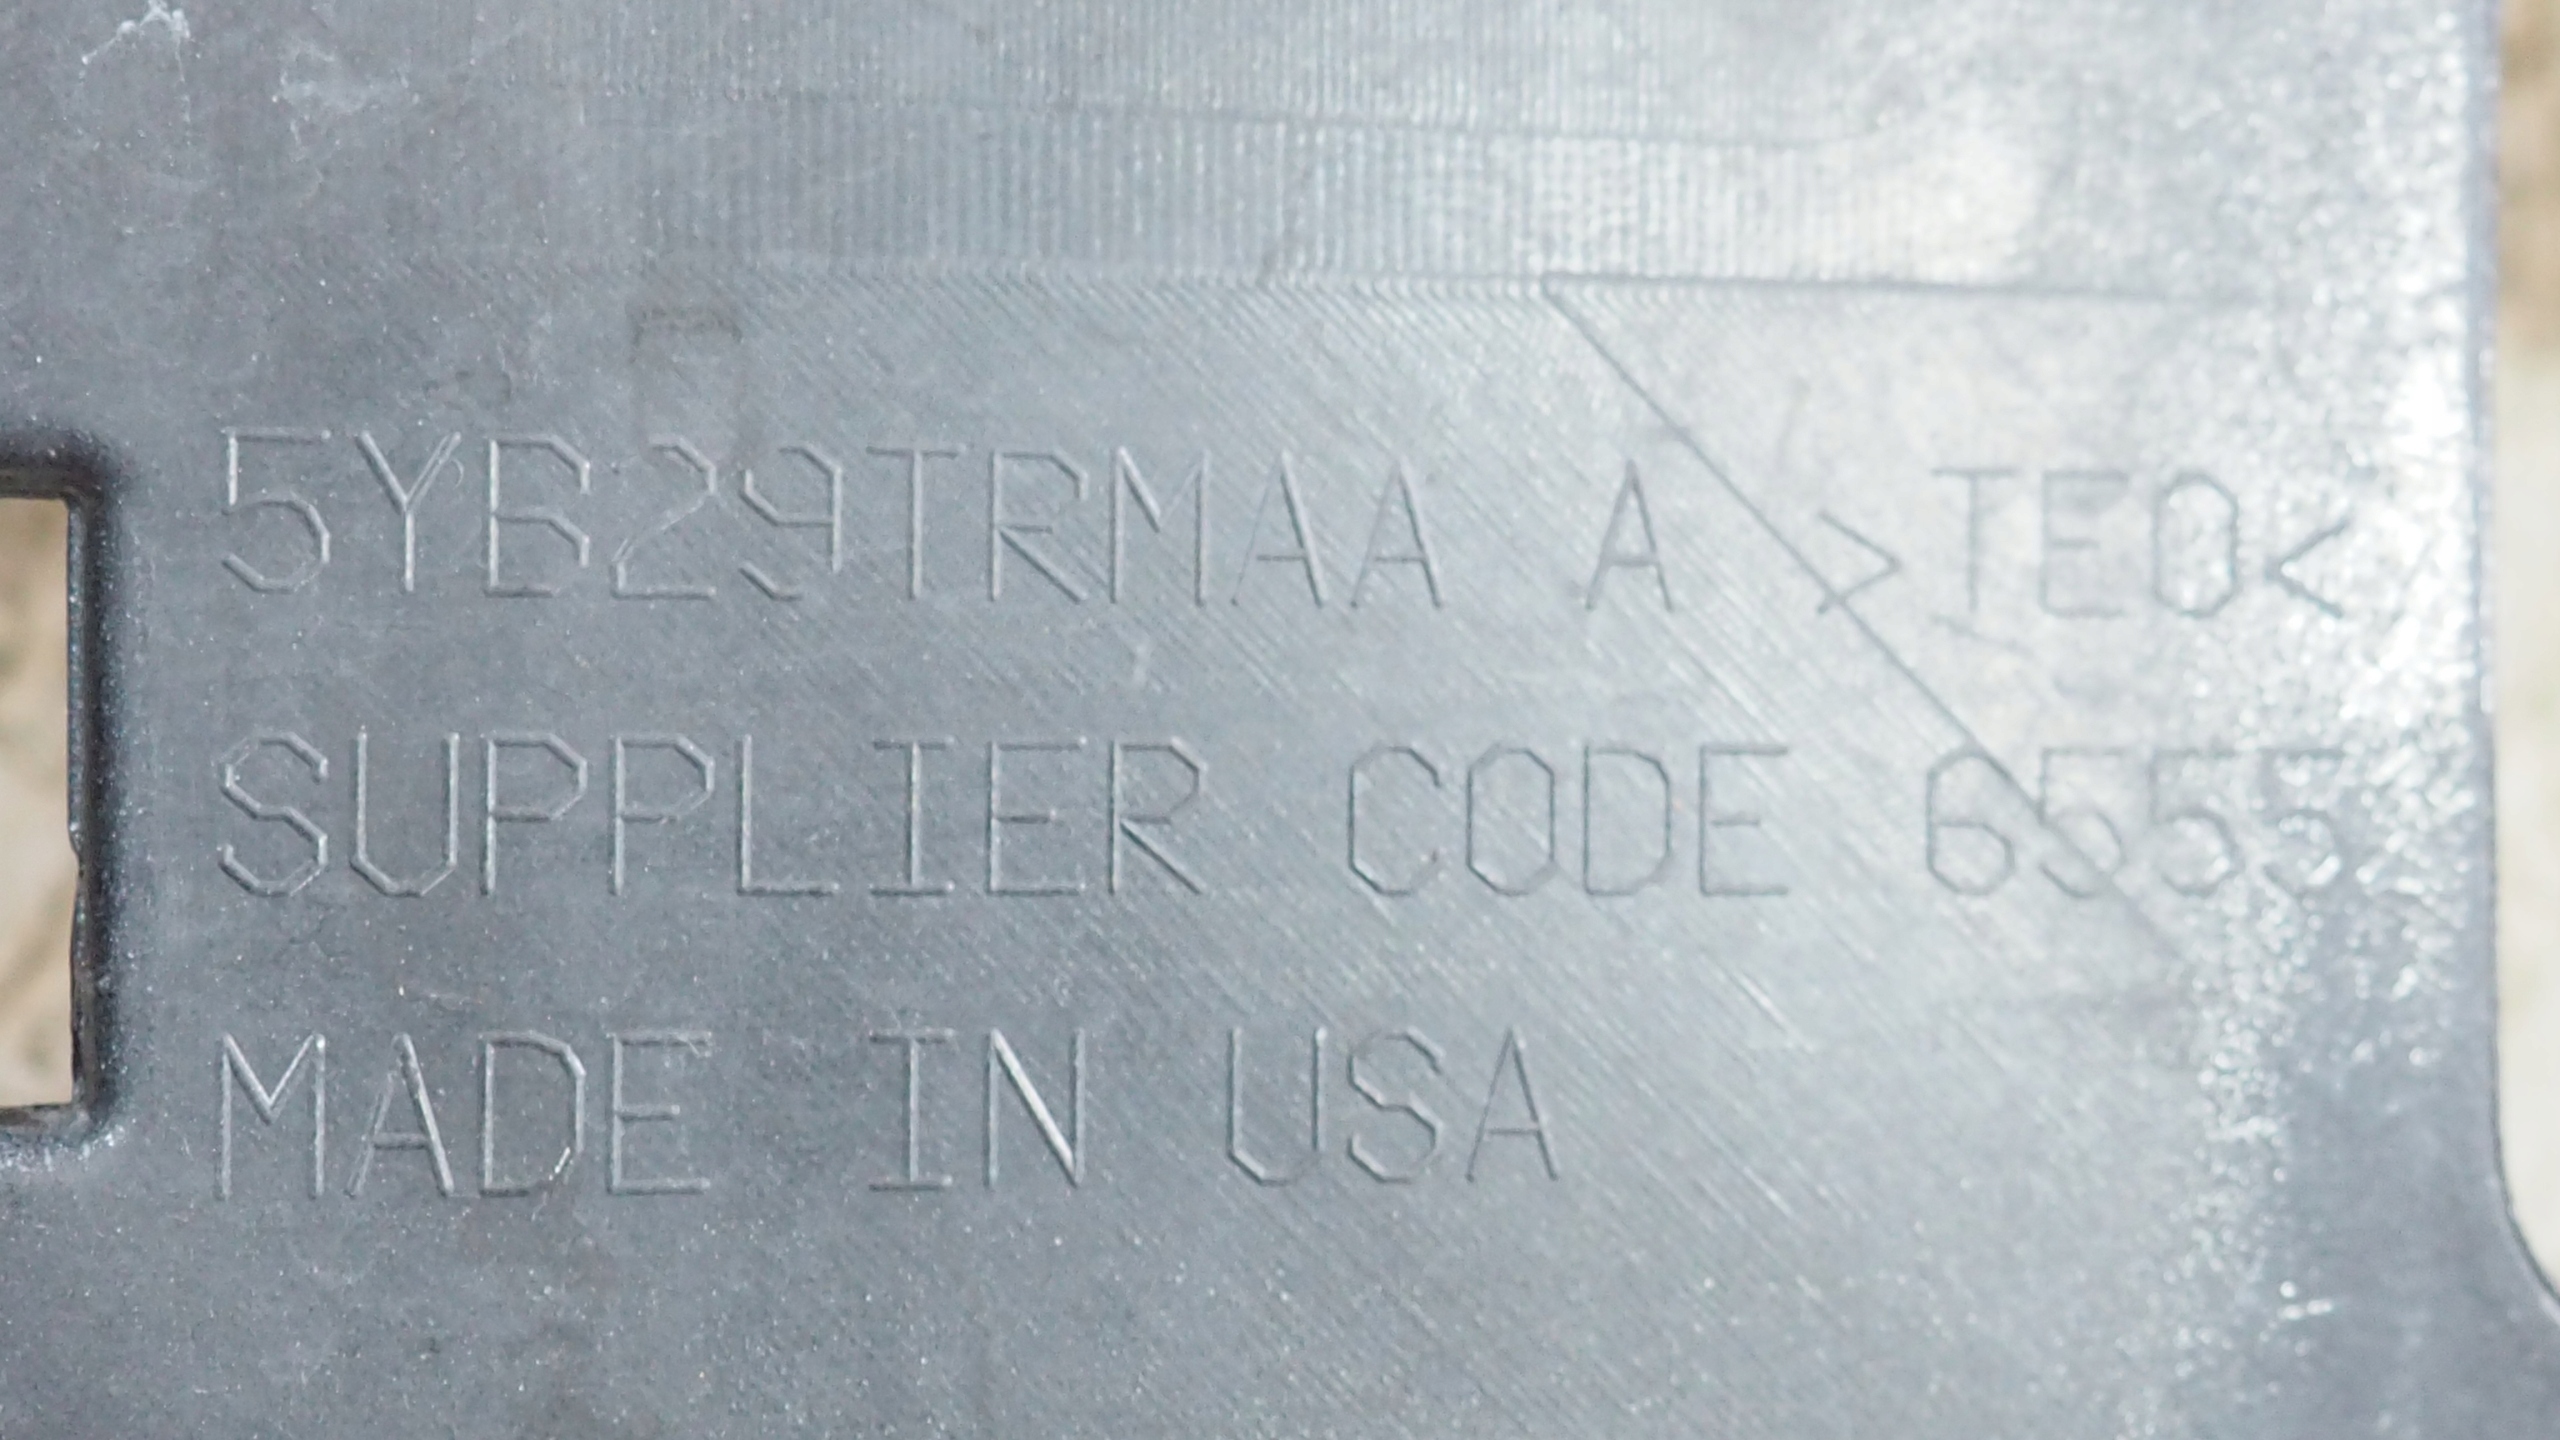 5YB29TRMAA A >TEO<
SUPPLIER CODE 6555
MADE IN USA